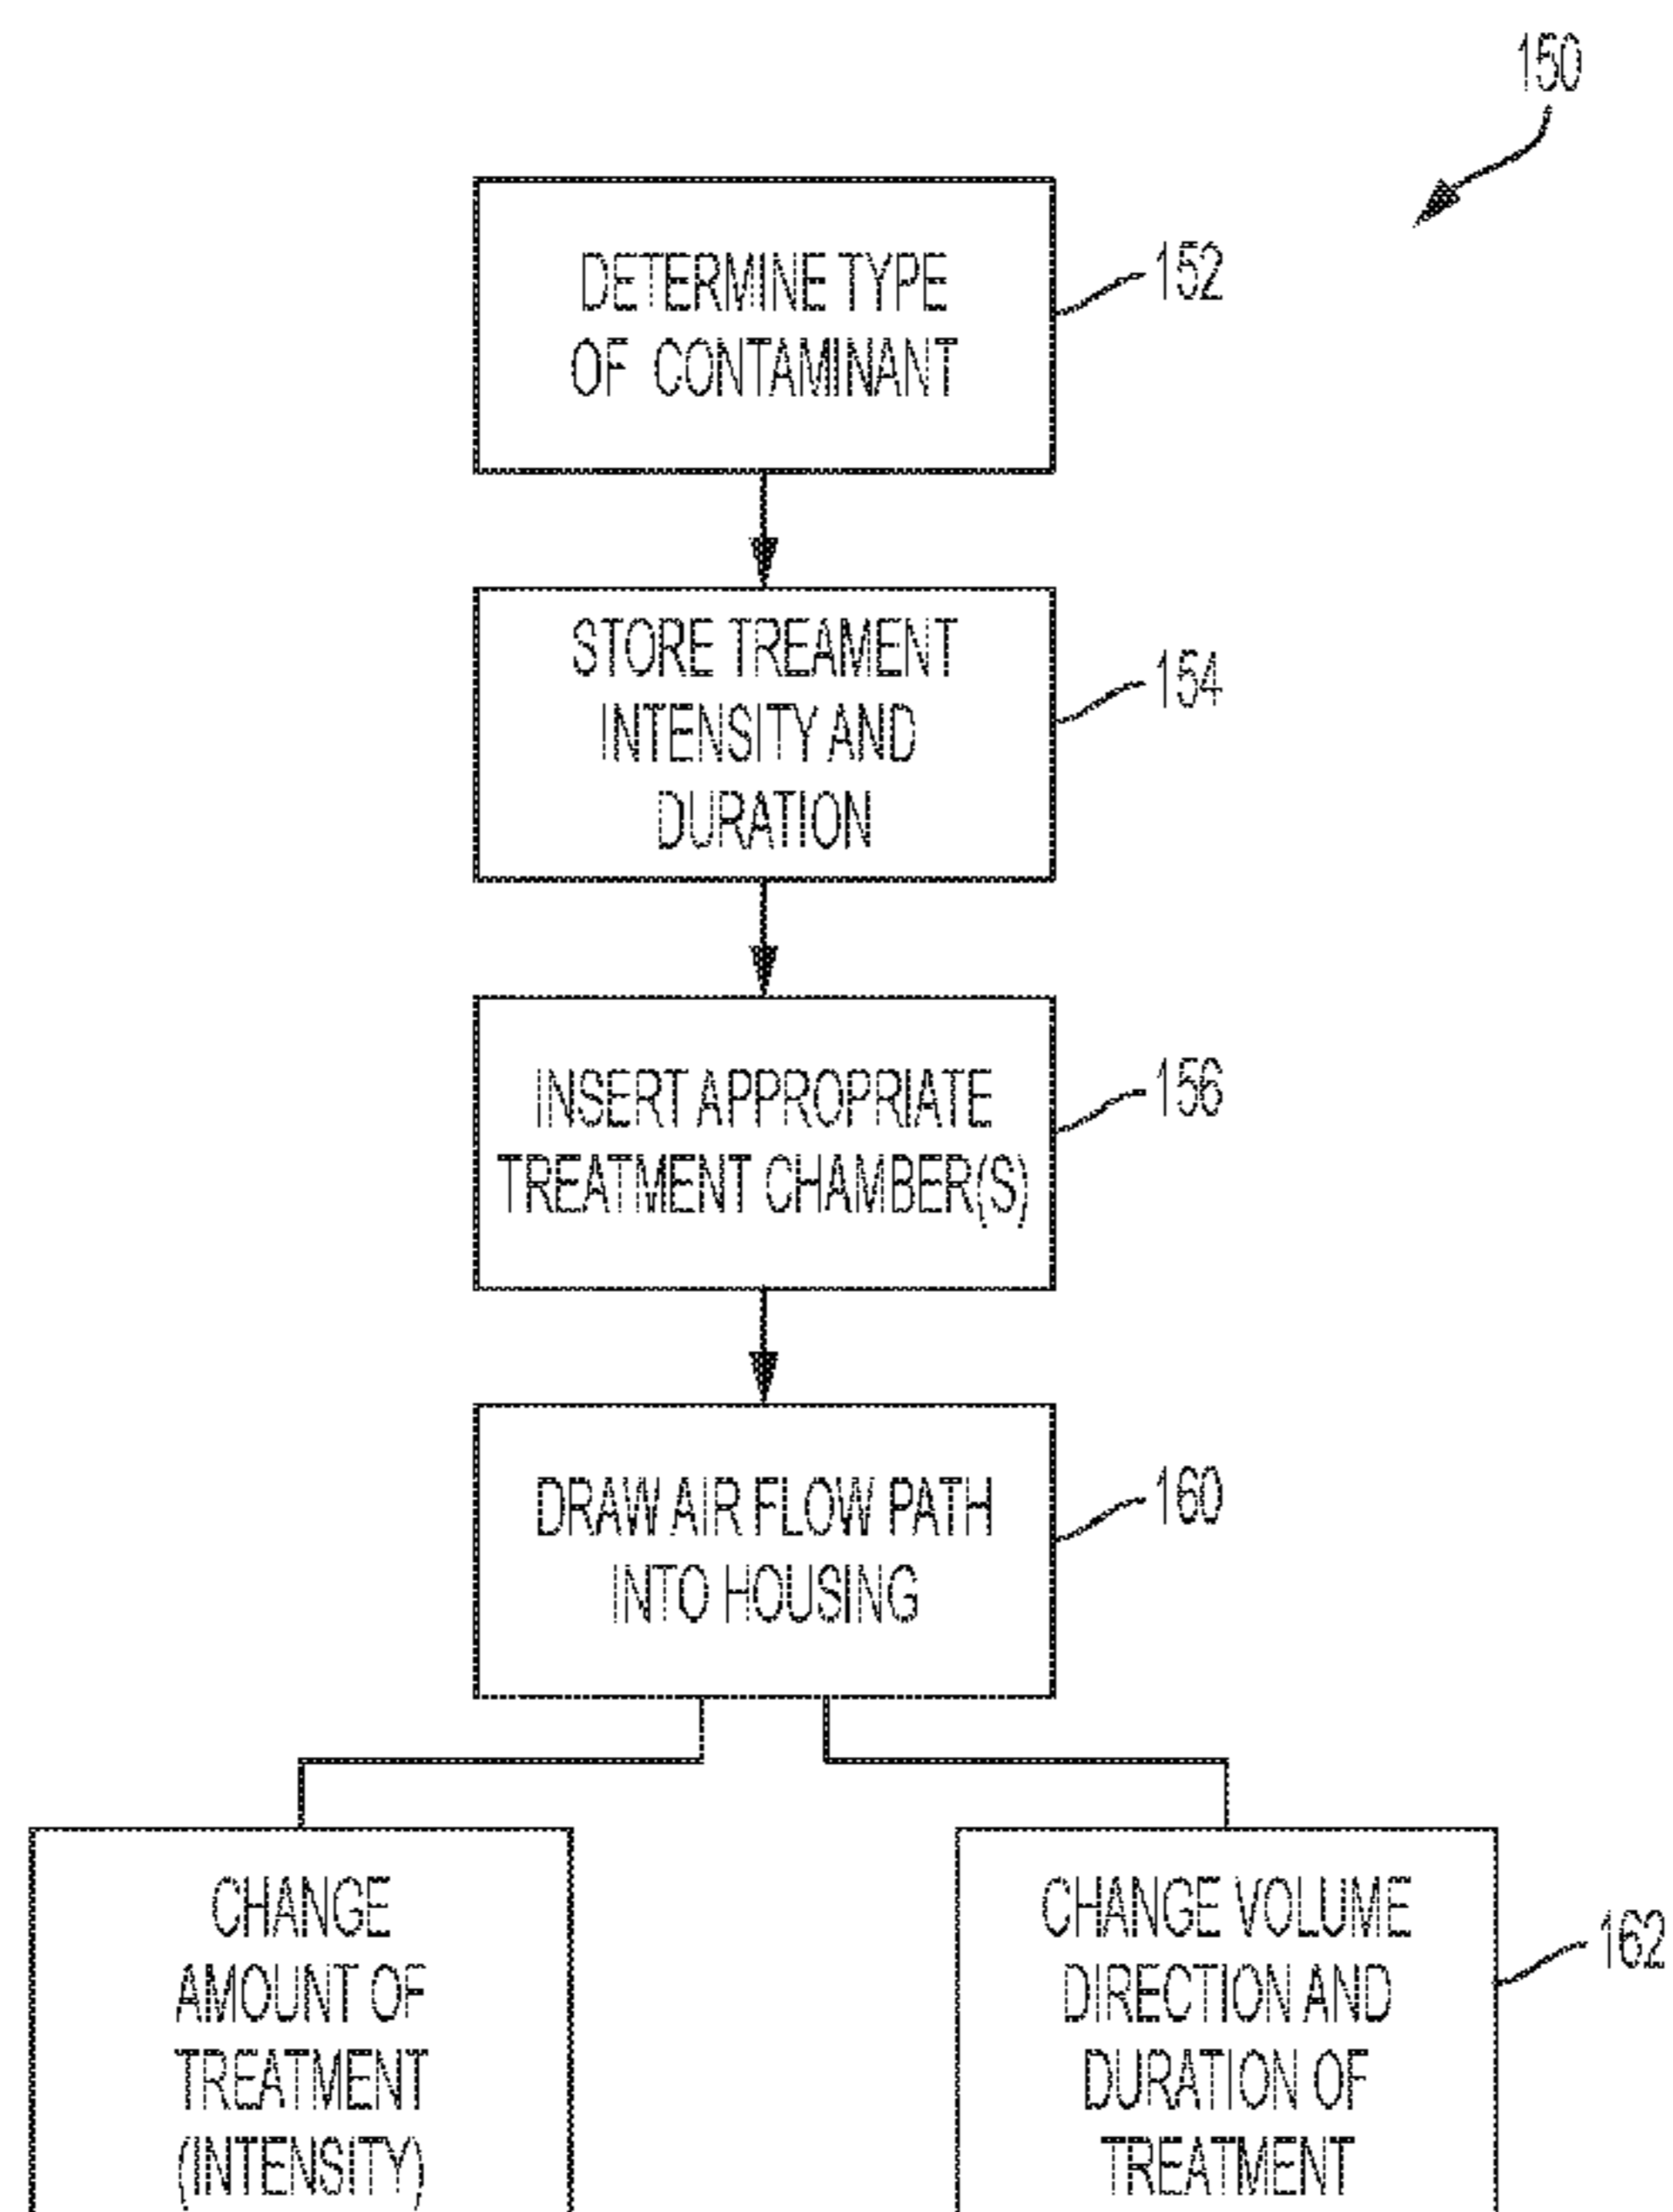 150
DETERMINE TYPE
OF CONTAMINANT
152
STORE TREAMENT
INTENSITY AND
DURATION
154
INSERT APPROPRIATE
TREATMENT CHAMBER(S)
156
DRAW AIR FLOW PATH
INTO HOUSING
160
CHANGE
AMOUNT OF
TREATMENT
(INTENSITY)
CHANGE VOLUME
DIRECTION AND
DURATION OF
TREATMENT
162